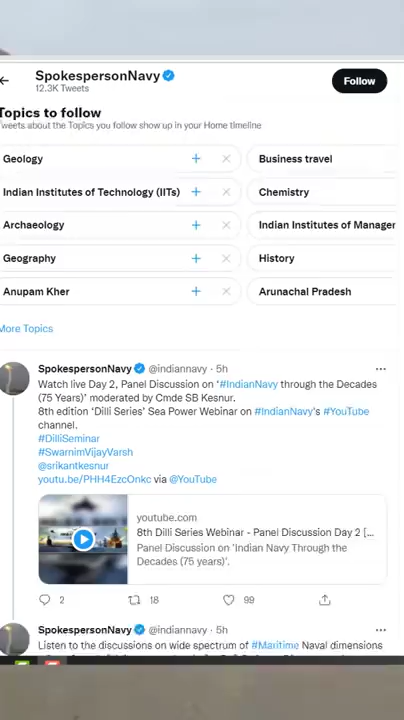 SpokespersonNavy
12.3K Tweets
Follow
Topics to follow
Tweets about the Topics you follow show up in your Home timeline
Geology
Business travel
Indian Institutes of Technology (IITs)
Chemistry
Archaeology
Indian Institutes of Manager
Geography
History
Anupam Kher
Arunachal Pradesh
More Topics
SpokespersonNavy @indiannavy · 5h
Watch live Day 2, Panel Discussion on '#IndianNavy through the Decades
(75 Years)' moderated by Cmde SB Kesnur.
8th edition 'Dilli Series' Sea Power Webinar on #IndianNavy's #YouTube
channel.
#DilliSeminar
#SwarnimVijayVarsh
@srikantkesnur
youtu.be/PHH4EzcOnkc via @YouTube
youtube.com
8th Dilli Series Webinar - Panel Discussion Day 2 [...
Panel Discussion on 'Indian Navy Through the
Decades (75 years)'.
2 18 99
SpokespersonNavy @indiannavy · 5h
Listen to the discussions on wide spectrum of #Maritime Naval dimensions